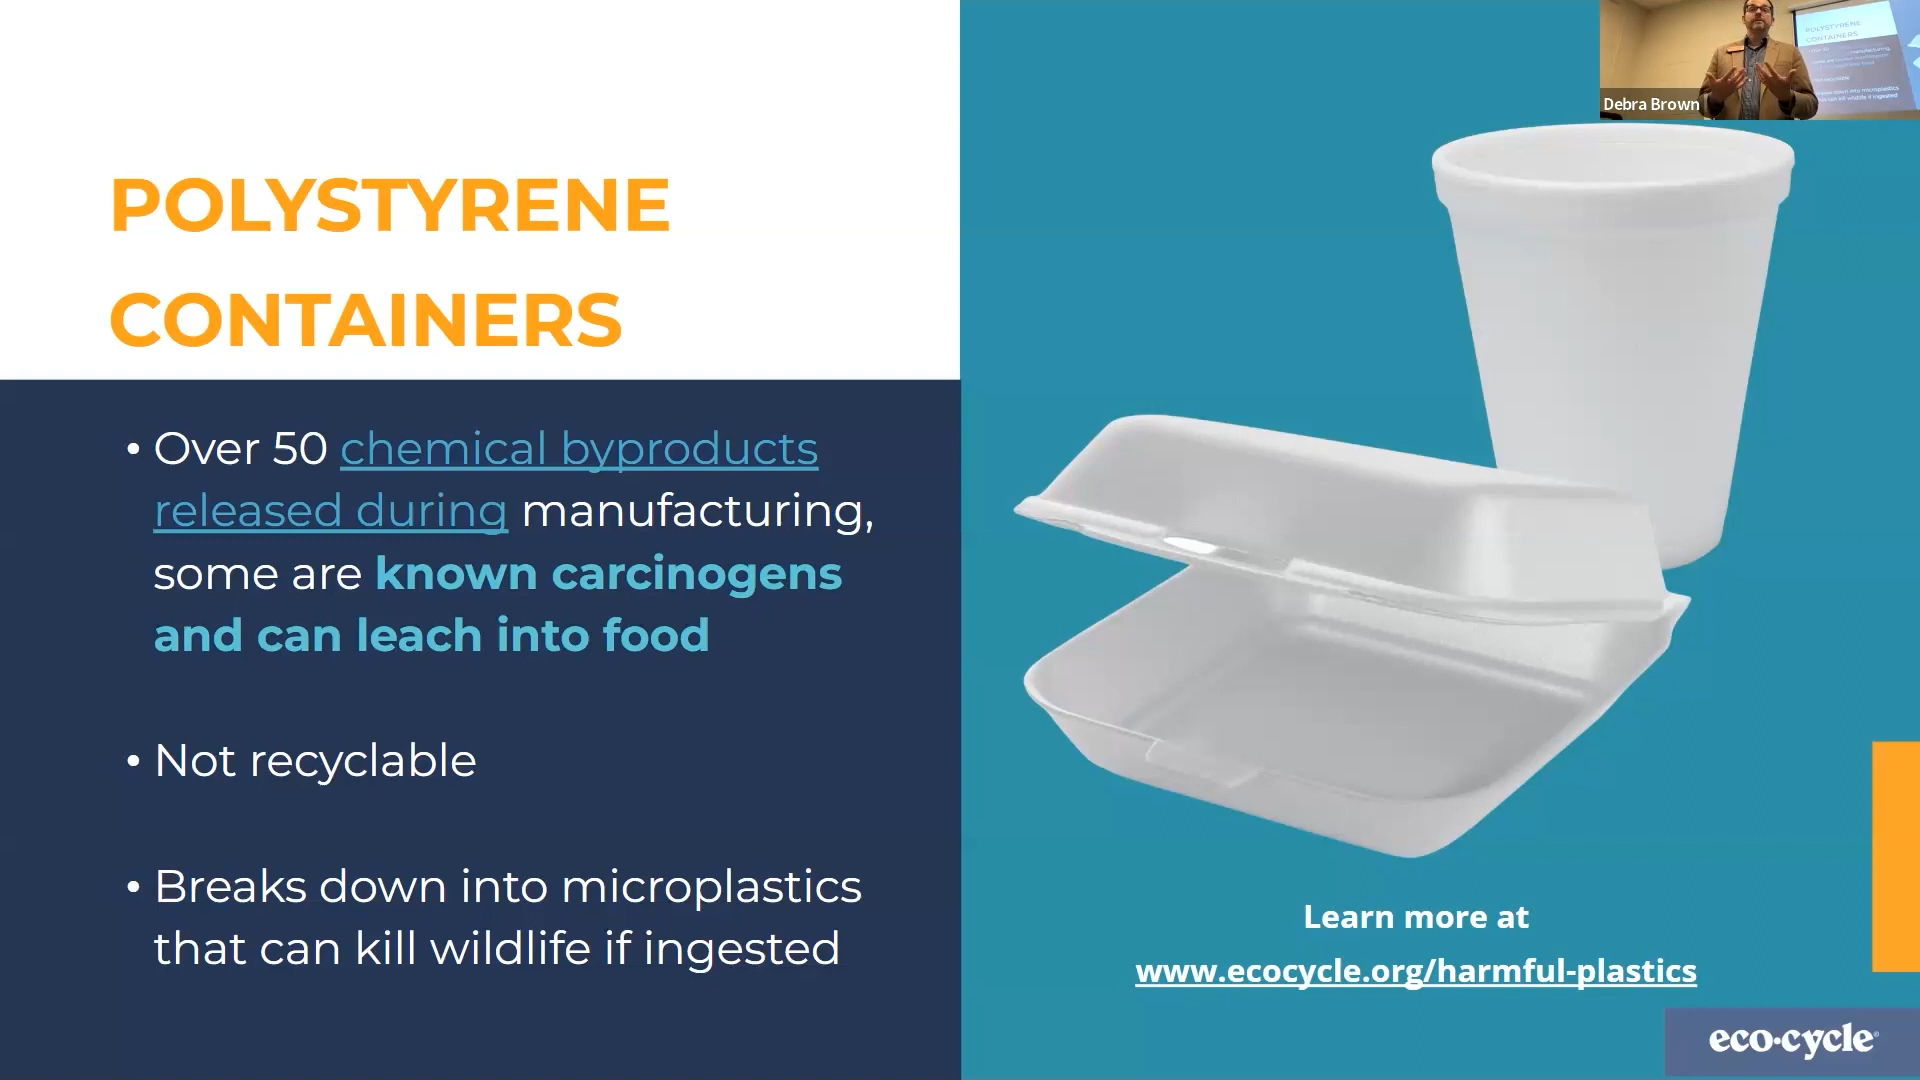 Debra Brown
POLYSTYRENE
CONTAINERS
POLYSTYRENE
CONTAINERS
• Over 50 chemical byproducts
released during manufacturing,
some are known carcinogens
and can leach into food
• Not recyclable
• Breaks down into microplastics
that can kill wildlife if ingested
Learn more at
www.ecocycle.org/harmful-plastics
eco·cycle®